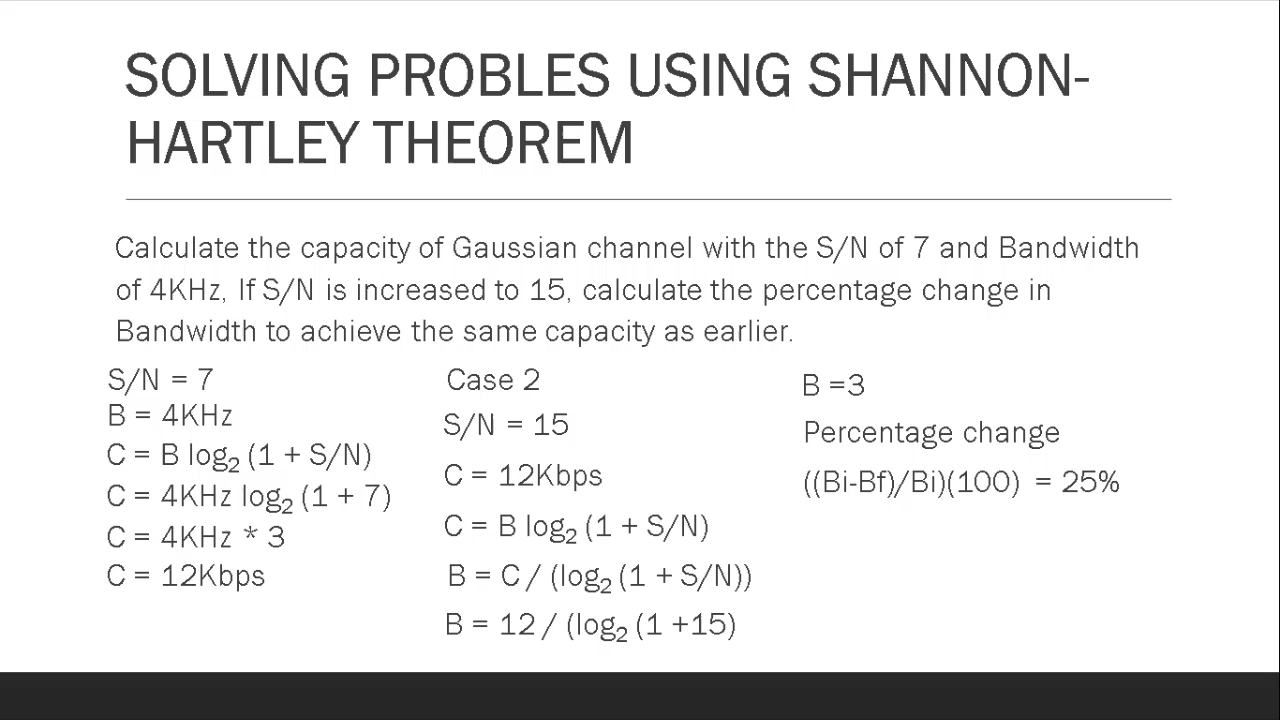 SOLVING PROBLES USING SHANNON-
HARTLEY THEOREM
Calculate the capacity of Gaussian channel with the S/N of 7 and Bandwidth
of 4KHz, If S/N is increased to 15, calculate the percentage change in
Bandwidth to achieve the same capacity as earlier.
S/N = 7
B = 4KHz
C = B log₂ (1 + S/N)
C = 4KHz log₂ (1 + 7)
C = 4KHz * 3
C = 12Kbps
Case 2
S/N = 15
C = 12Kbps
C = B log₂ (1 + S/N)
B = C / (log₂ (1 + S/N))
B = 12 / (log₂ (1 +15)
B =3
Percentage change
((Bi-Bf)/Bi)(100) = 25%